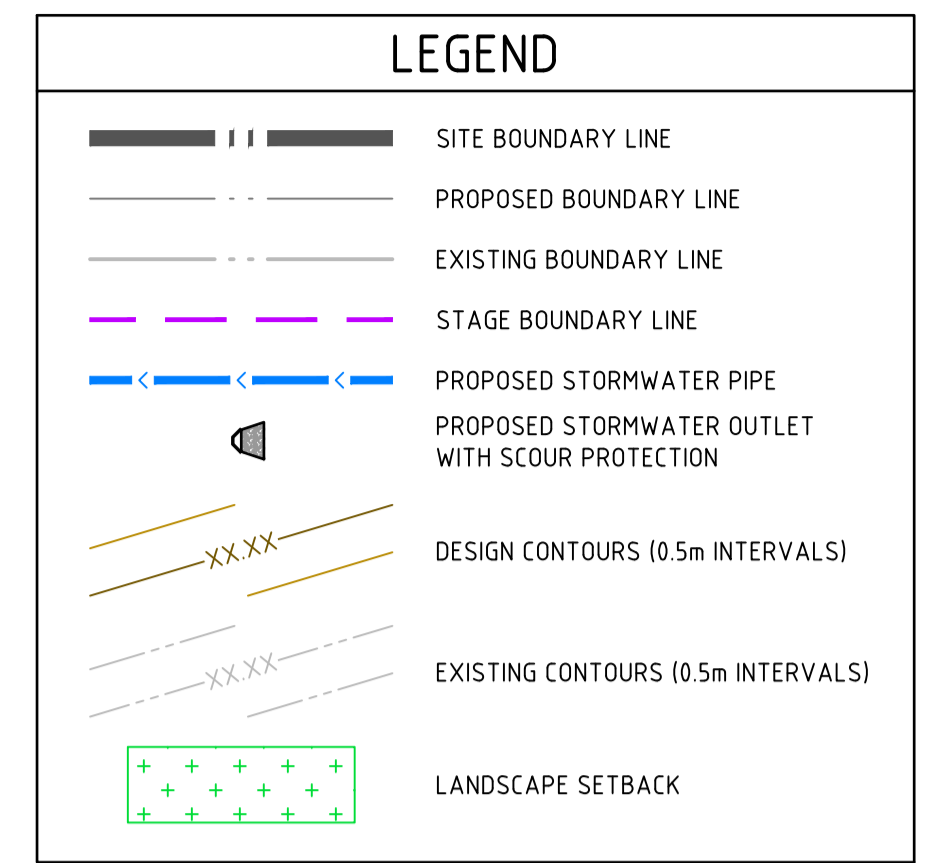 LEGEND
SITE BOUNDARY LINE
PROPOSED BOUNDARY LINE
EXISTING BOUNDARY LINE
STAGE BOUNDARY LINE
PROPOSED STORMWATER PIPE
PROPOSED STORMWATER OUTLET
WITH SCOUR PROTECTION
XX.XX
DESIGN CONTOURS (0.5m INTERVALS)
XX.XX
EXISTING CONTOURS (0.5m INTERVALS)
LANDSCAPE SETBACK